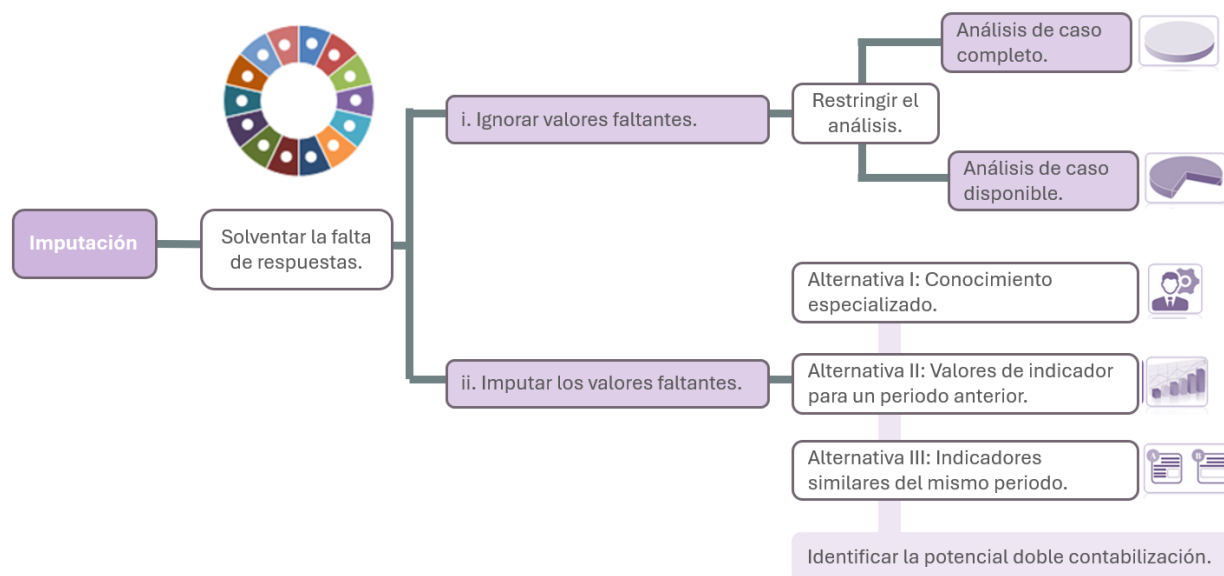 Análisis de caso
completo.
i. Ignorar valores faltantes.
Restringir el
análisis.
Análisis de caso
disponible.
Imputación
Solventar la falta
de respuestas.
Alternativa I: Conocimiento
especializado.
ii. Imputar los valores faltantes.
Alternativa II: Valores de indicador
para un periodo anterior.
Alternativa III: Indicadores
similares del mismo periodo.
A
B
Identificar la potencial doble contabilización.